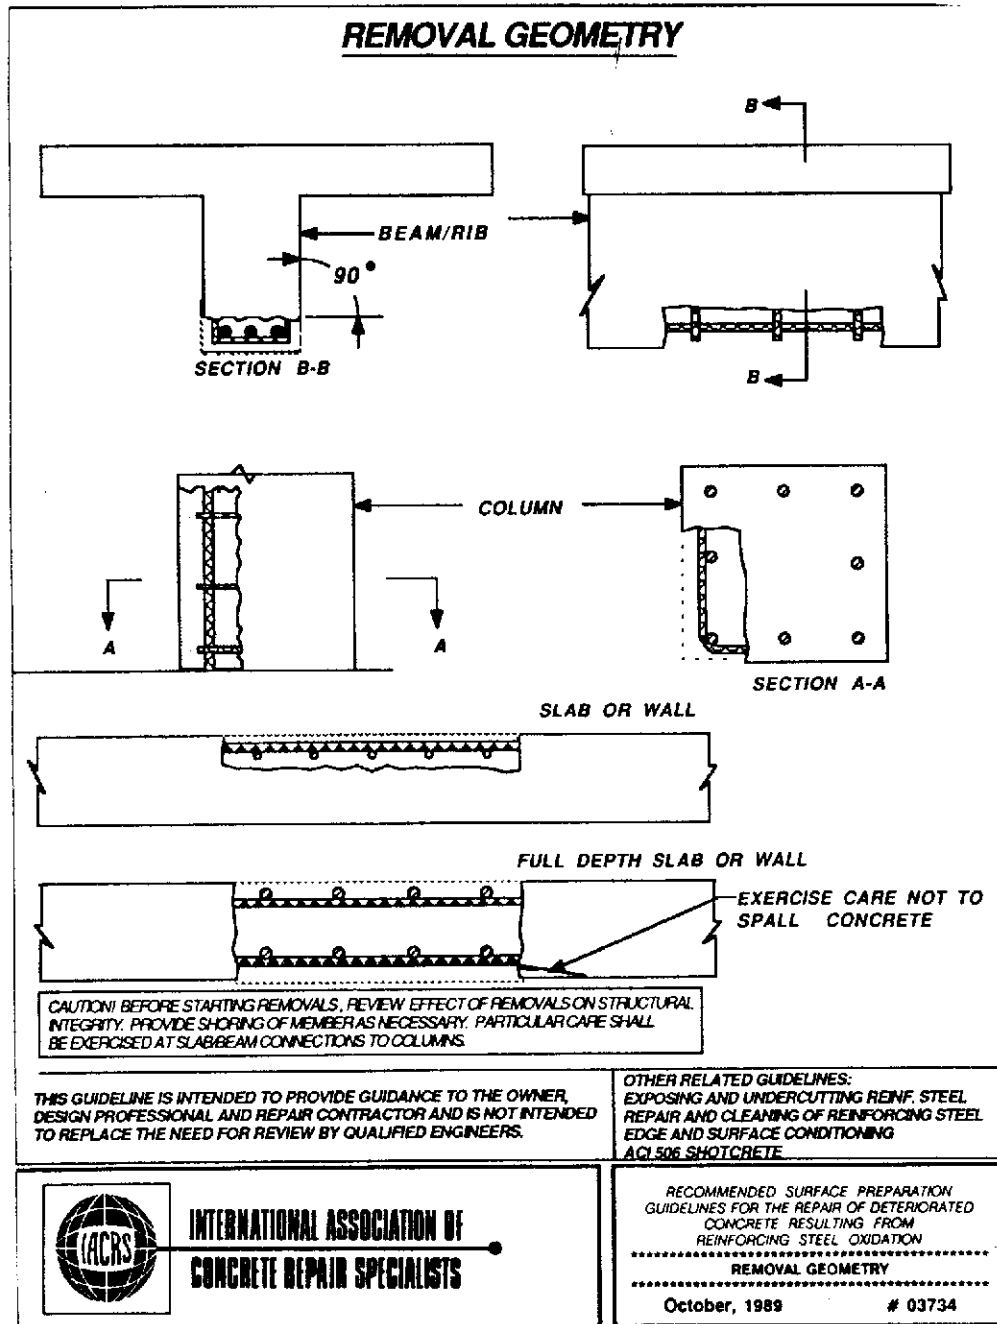 REMOVAL GEOMETRY
B
BEAM/RIB
90°
SECTION B-B
B
COLUMN
A
A
SECTION A-A
SLAB OR WALL
FULL DEPTH SLAB OR WALL
EXERCISE CARE NOT TO
SPALL CONCRETE
CAUTION! BEFORE STARTING REMOVALS, REVIEW EFFECT OF REMOVALS ON STRUCTURAL
INTEGRITY. PROVIDE SHORING OF MEMBER AS NECESSARY. PARTICULAR CARE SHALL
BE EXERCISED AT SLAB/BEAM CONNECTIONS TO COLUMNS.
THIS GUIDELINE IS INTENDED TO PROVIDE GUIDANCE TO THE OWNER,
DESIGN PROFESSIONAL AND REPAIR CONTRACTOR AND IS NOT INTENDED
TO REPLACE THE NEED FOR REVIEW BY QUALIFIED ENGINEERS.
OTHER RELATED GUIDELINES:
EXPOSING AND UNDERCUTTING REINF. STEEL
REPAIR AND CLEANING OF REINFORCING STEEL
EDGE AND SURFACE CONDITIONING
ACI 506 SHOTCRETE
IACRS
INTERNATIONAL ASSOCIATION OF
CONCRETE REPAIR SPECIALISTS
RECOMMENDED SURFACE PREPARATION
GUIDELINES FOR THE REPAIR OF DETERIORATED
CONCRETE RESULTING FROM
REINFORCING STEEL OXIDATION
REMOVAL GEOMETRY
October, 1989 # 03734